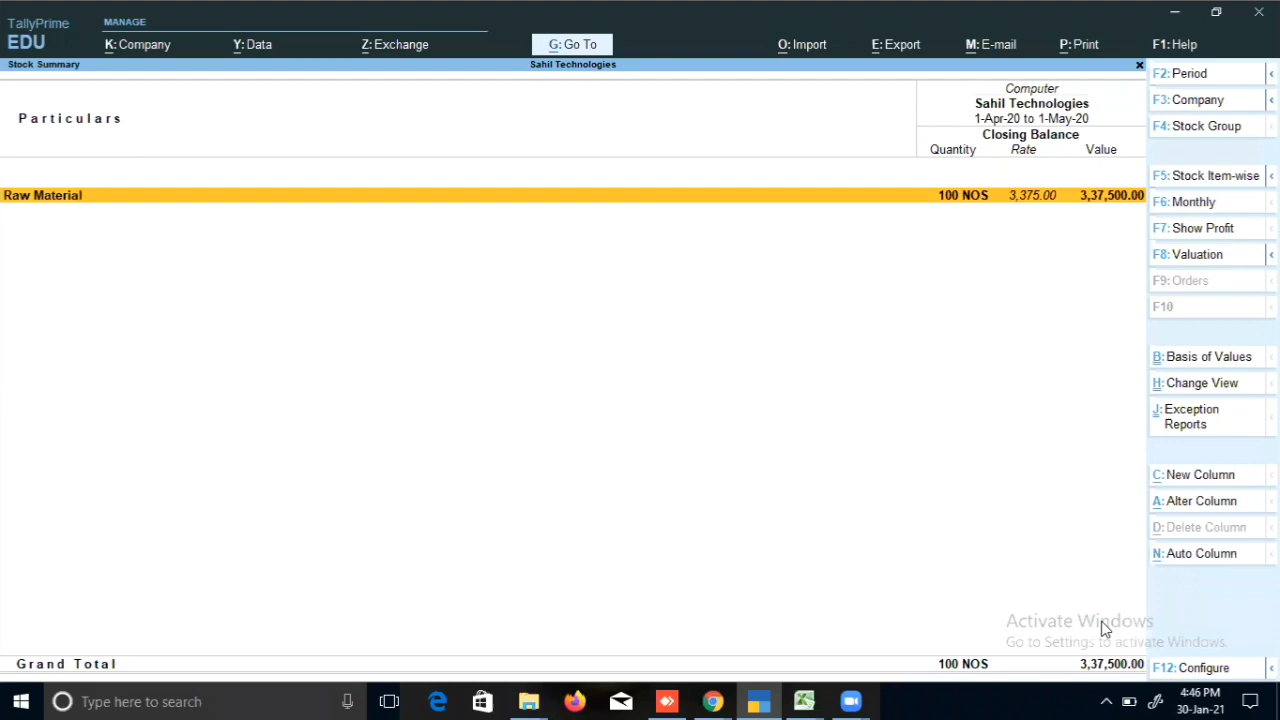 TallyPrime
EDU
MANAGE
K: Company
Y: Data
Z: Exchange
G: Go To
O: Import
E: Export
M: E-mail
P: Print
F1: Help
Stock Summary
Sahil Technologies
Particulars
Computer
Sahil Technologies
1-Apr-20 to 1-May-20
Closing Balance
Quantity Rate Value
Raw Material 100 NOS 3,375.00 3,37,500.00
Grand Total 100 NOS 3,37,500.00
F2: Period
F3: Company
F4: Stock Group
F5: Stock Item-wise
F6: Monthly
F7: Show Profit
F8: Valuation
F9: Orders
F10
B: Basis of Values
H: Change View
J: Exception
Reports
C: New Column
A: Alter Column
D: Delete Column
N: Auto Column
Activate Windows
Go to Settings to activate Windows.
F12: Configure
Type here to search
4:46 PM
30-Jan-21